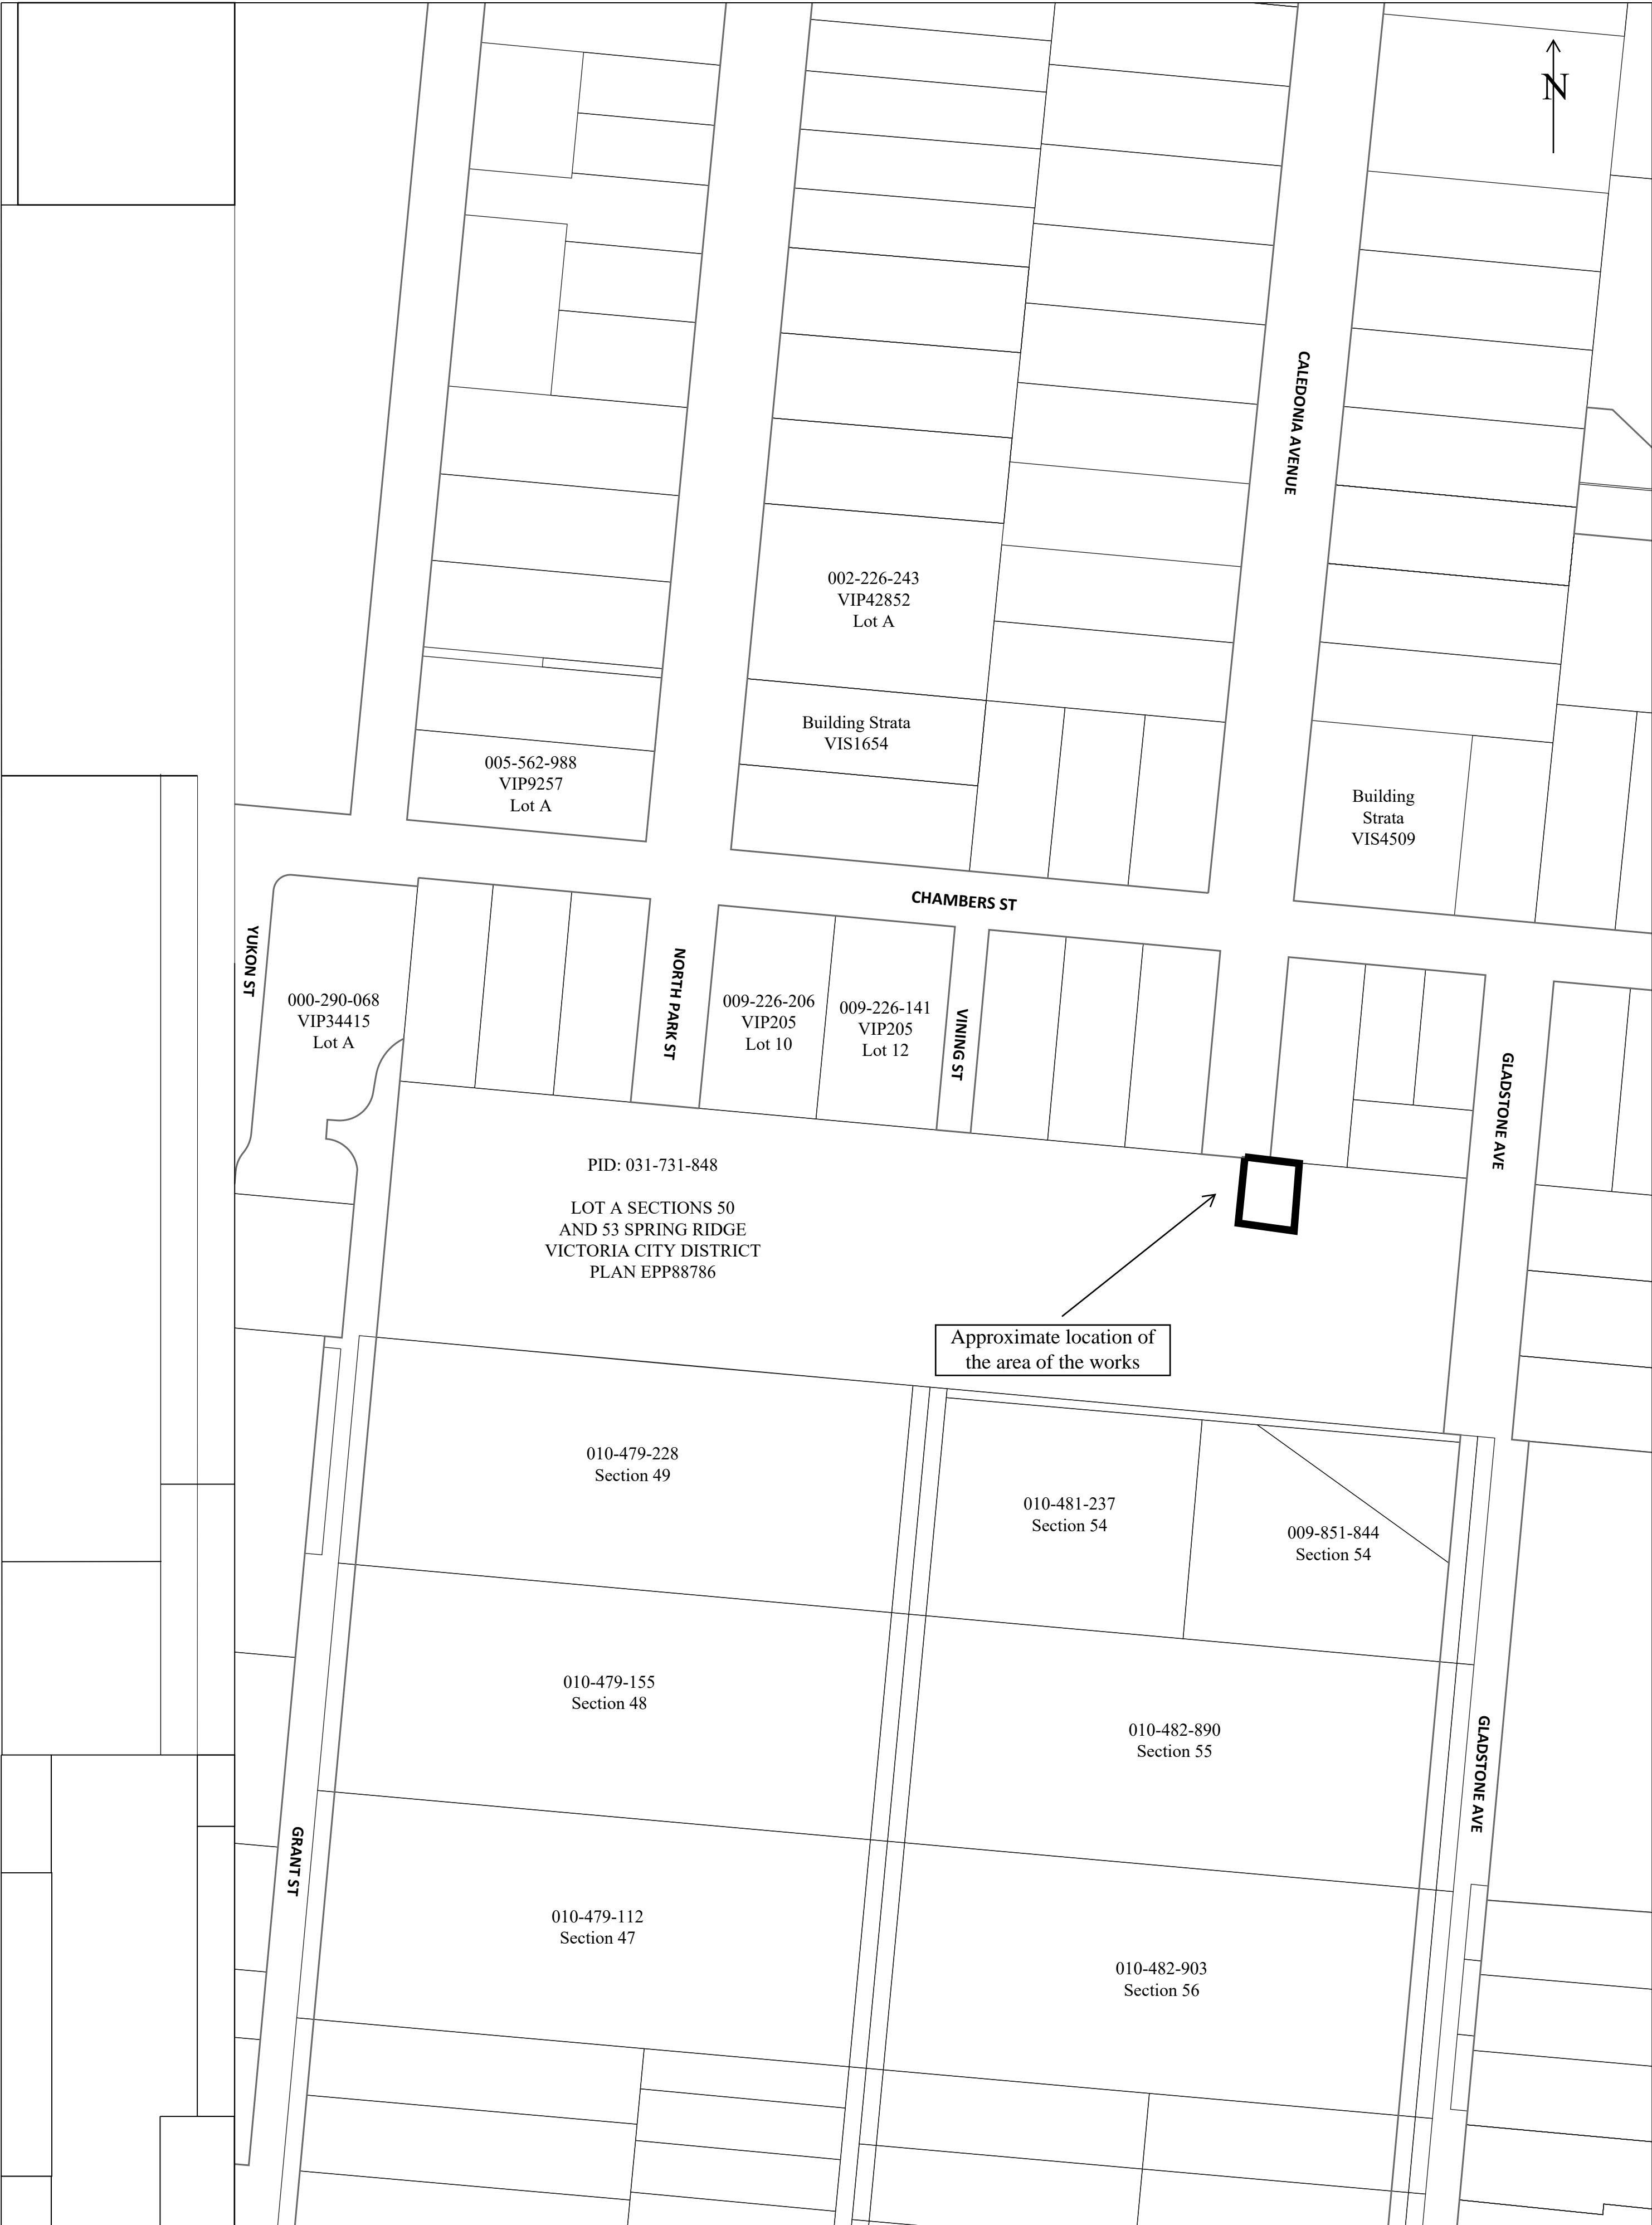 N
CALEDONIA AVENUE
002-226-243
VIP42852
Lot A
Building Strata
VIS1654
005-562-988
VIP9257
Lot A
Building
Strata
VIS4509
CHAMBERS ST
YUKON ST
000-290-068
VIP34415
Lot A
NORTH PARK ST
009-226-206
VIP205
Lot 10
009-226-141
VIP205
Lot 12
VINING ST
GLADSTONE AVE
PID: 031-731-848
LOT A SECTIONS 50
AND 53 SPRING RIDGE
VICTORIA CITY DISTRICT
PLAN EPP88786
Approximate location of
the area of the works
010-479-228
Section 49
010-481-237
Section 54
009-851-844
Section 54
010-479-155
Section 48
010-482-890
Section 55
GLADSTONE AVE
GRANT ST
010-479-112
Section 47
010-482-903
Section 56